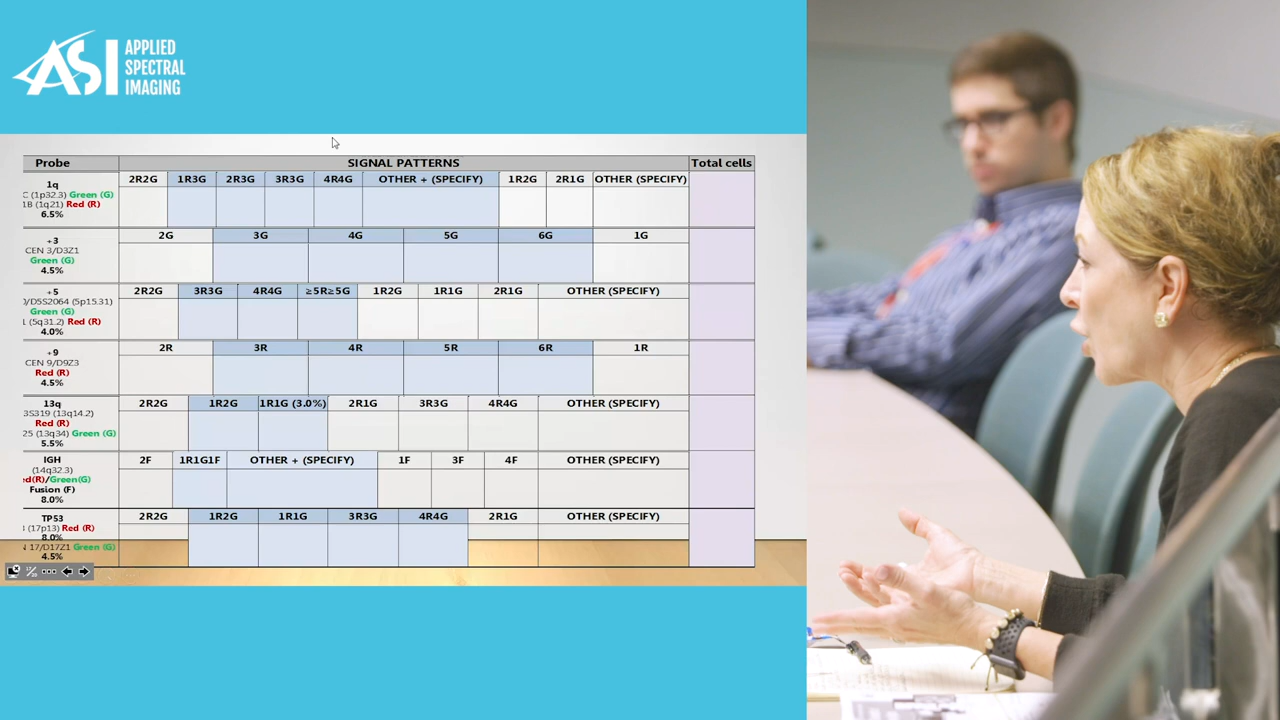 ASI APPLIED
SPECTRAL
IMAGING
Probe SIGNAL PATTERNS Total cells
1q
C (1p32.3) Green (G)
1B (1q21) Red (R)
6.5%
2R2G 1R3G 2R3G 3R3G 4R4G OTHER + (SPECIFY) 1R2G 2R1G OTHER (SPECIFY)
+3
CEN 3/D3Z1
Green (G)
4.5%
2G 3G 4G 5G 6G 1G
+5
/D5S2064 (5p15.31)
Green (G)
(5q31.2) Red (R)
4.0%
2R2G 3R3G 4R4G ≥5R≥5G 1R2G 1R1G 2R1G OTHER (SPECIFY)
+9
CEN 9/D9Z3
Red (R)
4.5%
2R 3R 4R 5R 6R 1R
13q
3S319 (13q14.2)
Red (R)
25 (13q34) Green (G)
5.5%
2R2G 1R2G 1R1G (3.0%) 2R1G 3R3G 4R4G OTHER (SPECIFY)
IGH
(14q32.3)
ed(R)/Green(G)
Fusion (F)
8.0%
2F 1R1G1F OTHER + (SPECIFY) 1F 3F 4F OTHER (SPECIFY)
TP53
(17p13) Red (R)
8.0%
17/D17Z1 Green (G)
4.5%
2R2G 1R2G 1R1G 3R3G 4R4G 2R1G OTHER (SPECIFY)